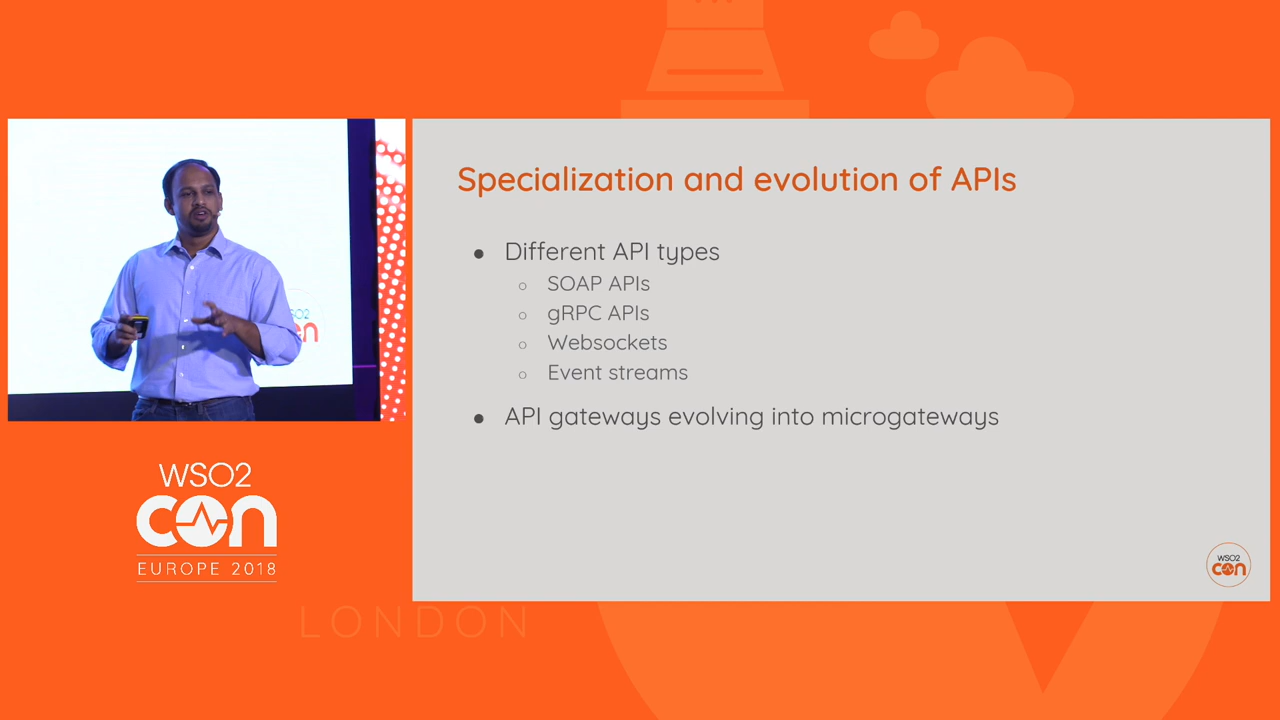 Specialization and evolution of APIs
Different API types
SOAP APIs
gRPC APIs
Websockets
Event streams
API gateways evolving into microgateways
WSO2
con
WSO2
con
EUROPE 2018
LONDON